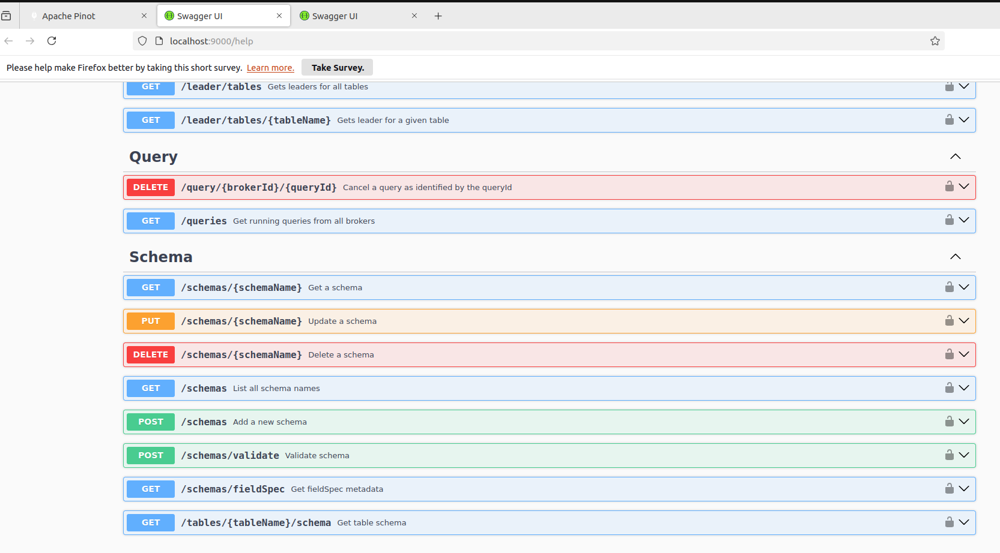 Apache Pinot
Swagger UI
Swagger UI
localhost:9000/help
Please help make Firefox better by taking this short survey. Learn more. Take Survey.
GET /leader/tables Gets leaders for all tables
GET /leader/tables/{tableName} Gets leader for a given table
Query
DELETE /query/{brokerId}/{queryId} Cancel a query as identified by the queryId
GET /queries Get running queries from all brokers
Schema
GET /schemas/{schemaName} Get a schema
PUT /schemas/{schemaName} Update a schema
DELETE /schemas/{schemaName} Delete a schema
GET /schemas List all schema names
POST /schemas Add a new schema
POST /schemas/validate Validate schema
GET /schemas/fieldSpec Get fieldSpec metadata
GET /tables/{tableName}/schema Get table schema